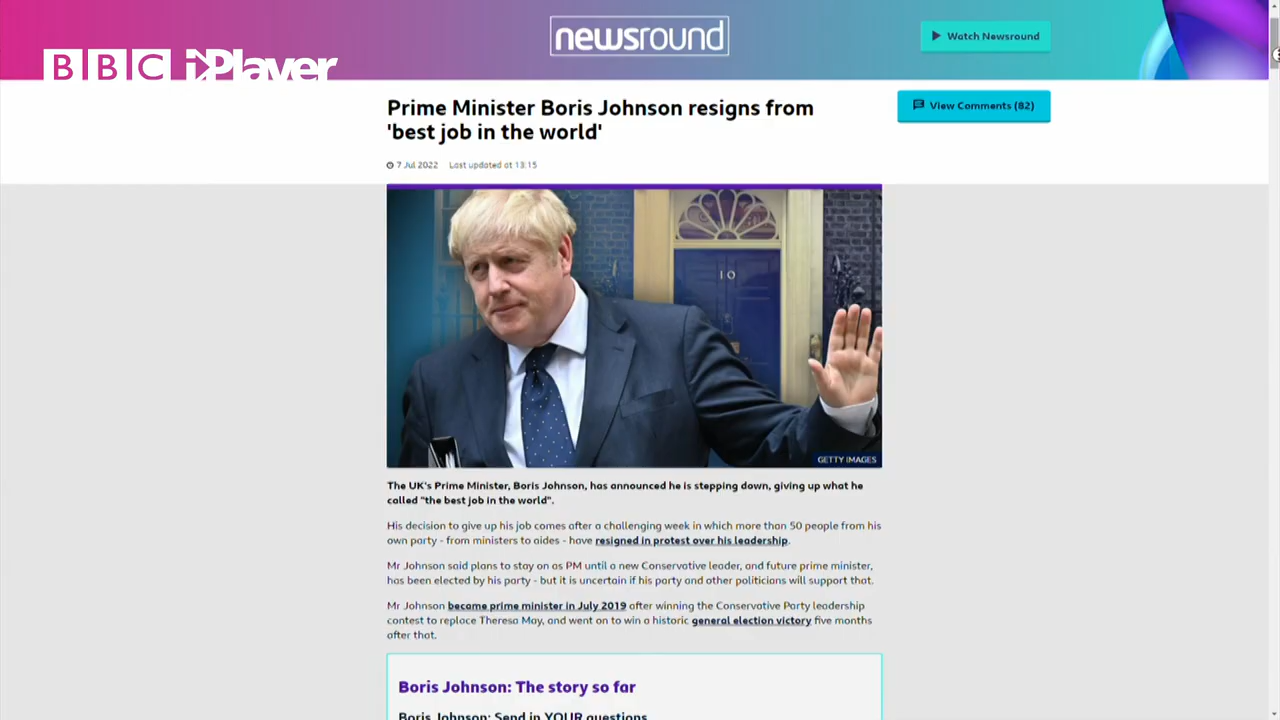 newsround
Watch Newsround
BBC iPlayer
Prime Minister Boris Johnson resigns from
'best job in the world'
View Comments (82)
7 Jul 2022 Last updated at 13:15
10
GETTY IMAGES
The UK's Prime Minister, Boris Johnson, has announced he is stepping down, giving up what he
called "the best job in the world".
His decision to give up his job comes after a challenging week in which more than 50 people from his
own party - from ministers to aides - have resigned in protest over his leadership.
Mr Johnson said plans to stay on as PM until a new Conservative leader, and future prime minister,
has been elected by his party - but it is uncertain if his party and other politicians will support that.
Mr Johnson became prime minister in July 2019 after winning the Conservative Party leadership
contest to replace Theresa May, and went on to win a historic general election victory five months
after that.
Boris Johnson: The story so far
Boris Johnson: Send in YOUR questions